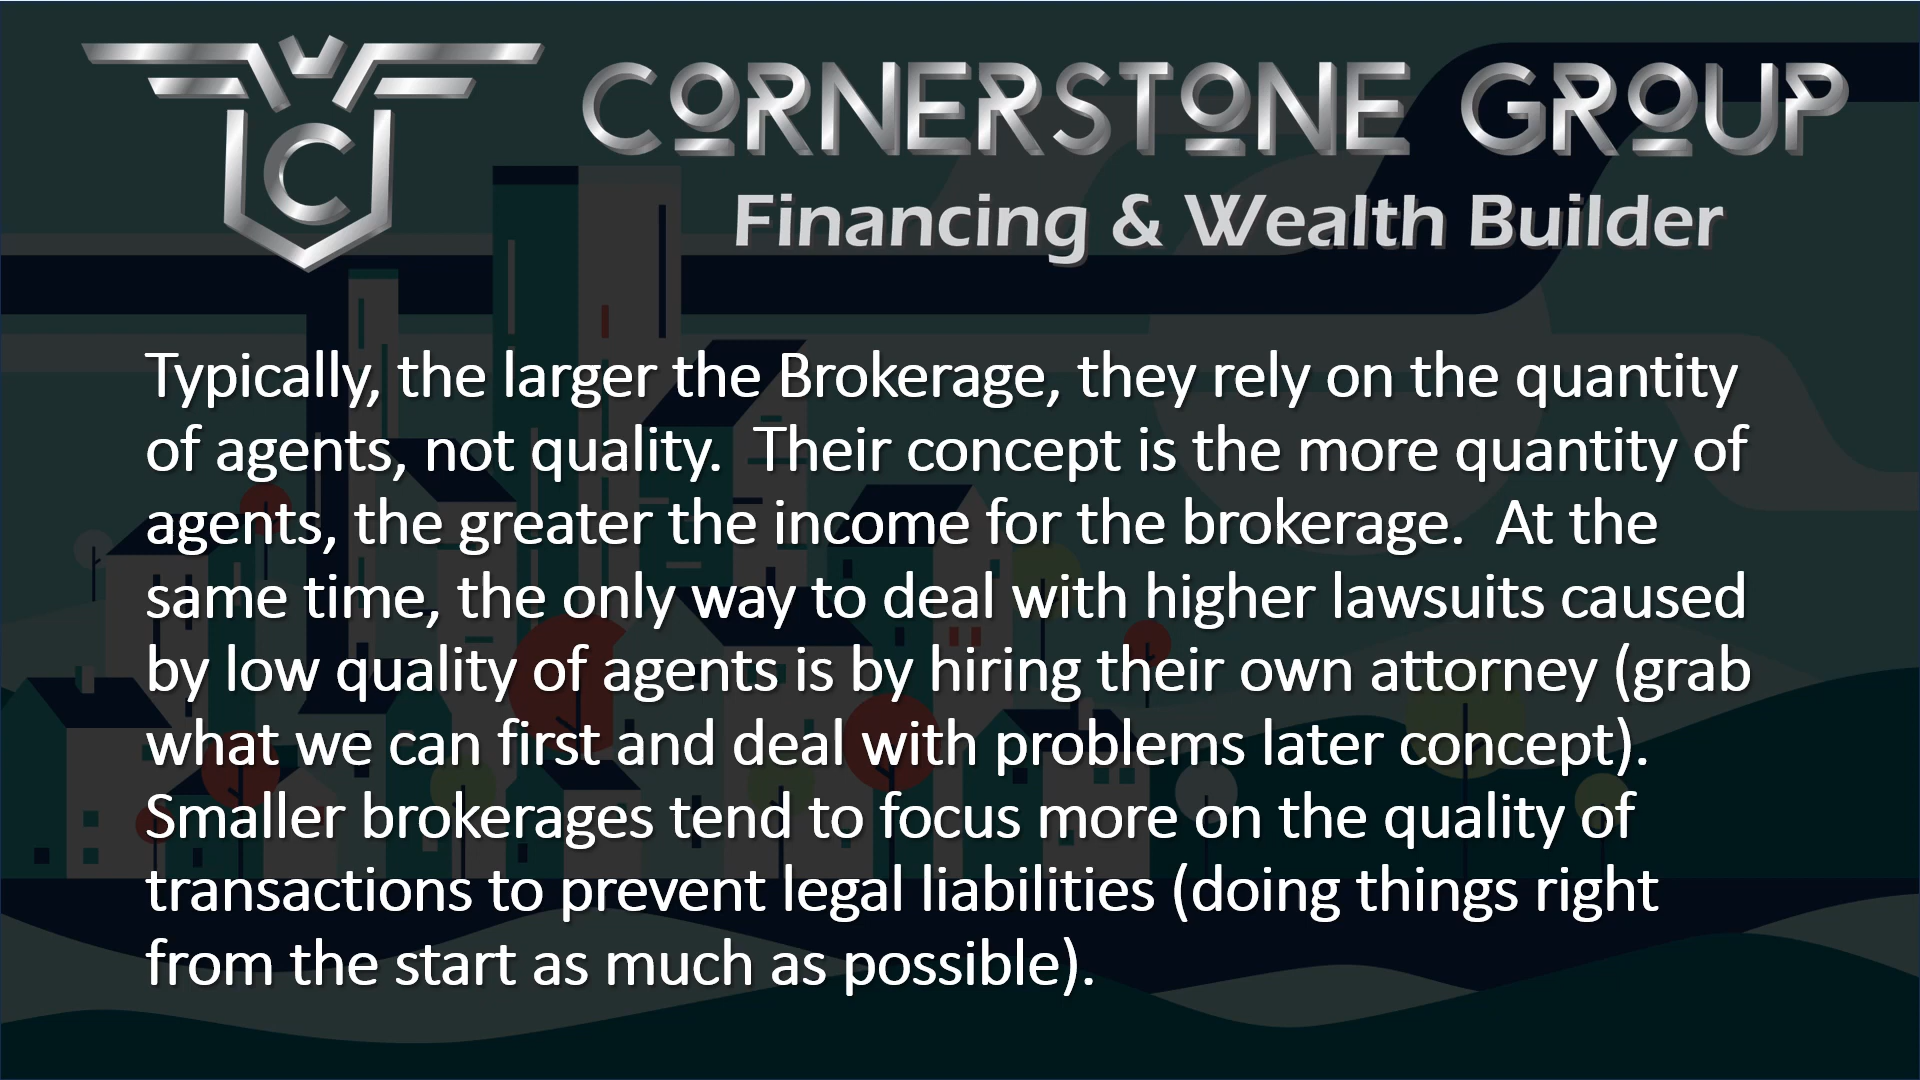 C
CORNERSTONE GROUP
Financing & Wealth Builder
Typically, the larger the Brokerage, they rely on the quantity
of agents, not quality.  Their concept is the more quantity of
agents, the greater the income for the brokerage.  At the
same time, the only way to deal with higher lawsuits caused
by low quality of agents is by hiring their own attorney (grab
what we can first and deal with problems later concept).
Smaller brokerages tend to focus more on the quality of
transactions to prevent legal liabilities (doing things right
from the start as much as possible).